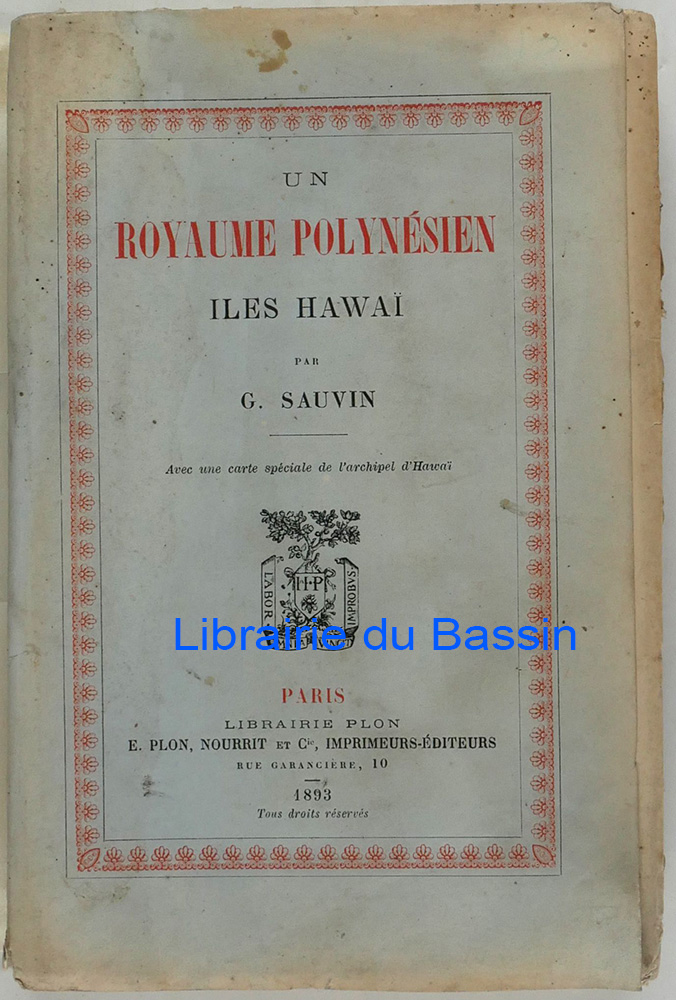 UN
ROYAUME POLYNÉSIEN
ILES HAWAÏ
PAR
G. SAUVIN
Avec une carte spéciale de l'archipel d'Hawaï
H·P
LABOR
IMPROBVS
Librairie du Bassin
PARIS
LIBRAIRIE PLON
E. PLON, NOURRIT ET Cie, IMPRIMEURS-ÉDITEURS
RUE GARANCIÈRE, 10
1893
Tous droits réservés